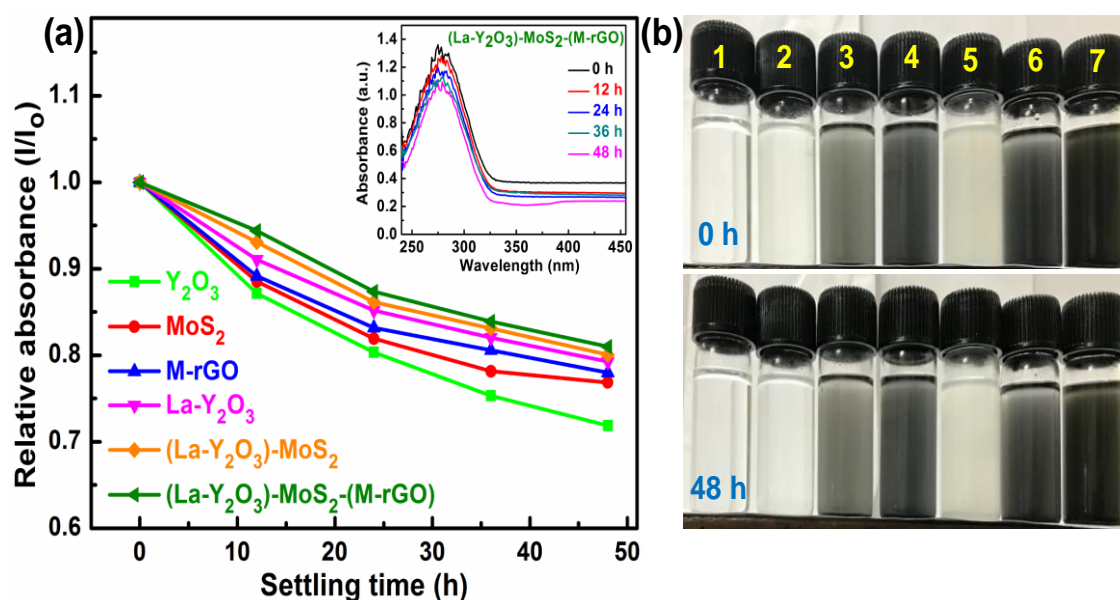 (a)
Relative absorbance (I/I₀)
1.1
1.0
0.9
0.8
0.7
0.6
0 10 20 30 40 50
Settling time (h)
Y₂O₃
MoS₂
M-rGO
La-Y₂O₃
(La-Y₂O₃)-MoS₂
(La-Y₂O₃)-MoS₂-(M-rGO)
Absorbance (a.u.)
1.4
1.2
1.0
0.8
0.6
0.4
0.2
0.0
250 300 350 400 450
Wavelength (nm)
(La-Y₂O₃)-MoS₂-(M-rGO)
0 h
12 h
24 h
36 h
48 h
(b)
1 2 3 4 5 6 7
0 h
48 h